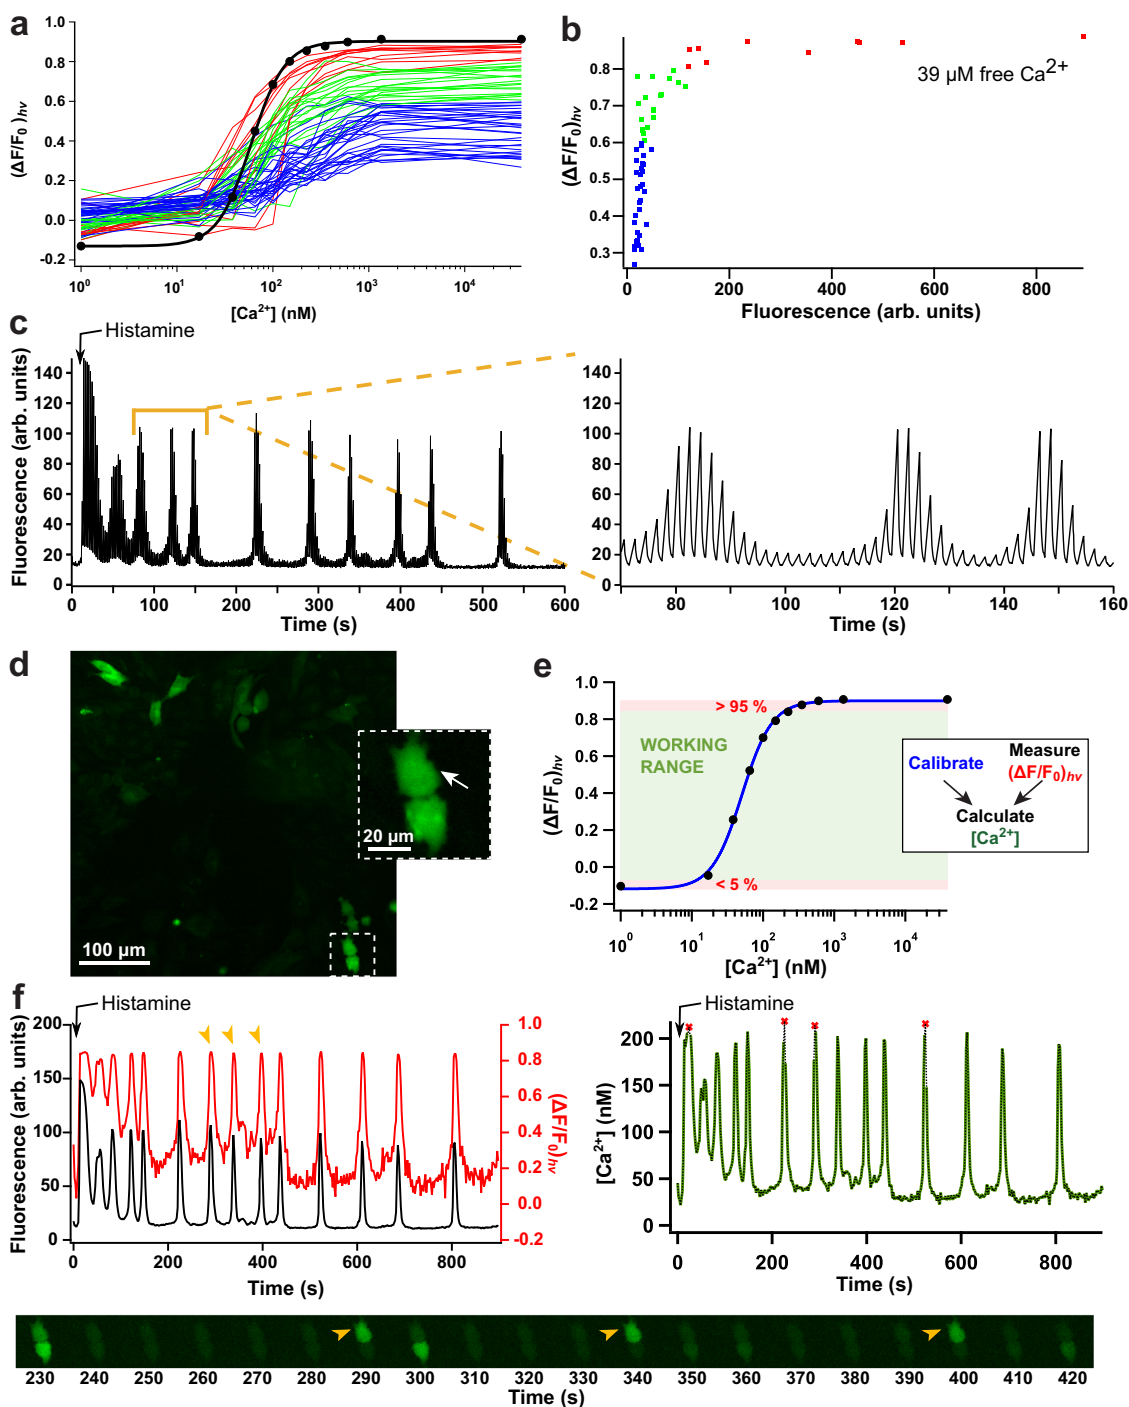 a
1.0
0.8
0.6
0.4
0.2
0.0
-0.2
(ΔF/F₀)hv
10⁰ 10¹ 10² 10³ 10⁴
[Ca²⁺] (nM)
b
0.8
0.7
0.6
0.5
0.4
0.3
(ΔF/F₀)hv
39 µM free Ca²⁺
0 200 400 600 800
Fluorescence (arb. units)
c
Histamine
Fluorescence (arb. units)
140
120
100
80
60
40
20
0
0 100 200 300 400 500 600
Time (s)
140
120
100
80
60
40
20
0
80 100 120 140 160
Time (s)
d
20 µm
100 µm
e
1.0
0.8
0.6
0.4
0.2
0.0
-0.2
(ΔF/F₀)hv
> 95 %
WORKING
RANGE
< 5 %
10⁰ 10¹ 10² 10³ 10⁴
[Ca²⁺] (nM)
Calibrate
Measure
(ΔF/F₀)hv
Calculate
[Ca²⁺]
f
Histamine
Fluorescence (arb. units)
200
150
100
50
0
1.0
0.8
0.6
0.4
0.2
0.0
-0.2
(ΔF/F₀)hv
0 200 400 600 800
Time (s)
Histamine
[Ca²⁺] (nM)
200
150
100
50
0
0 200 400 600 800
Time (s)
230 240 250 260 270 280 290 300 310 320 330 340 350 360 370 380 390 400 410 420
Time (s)